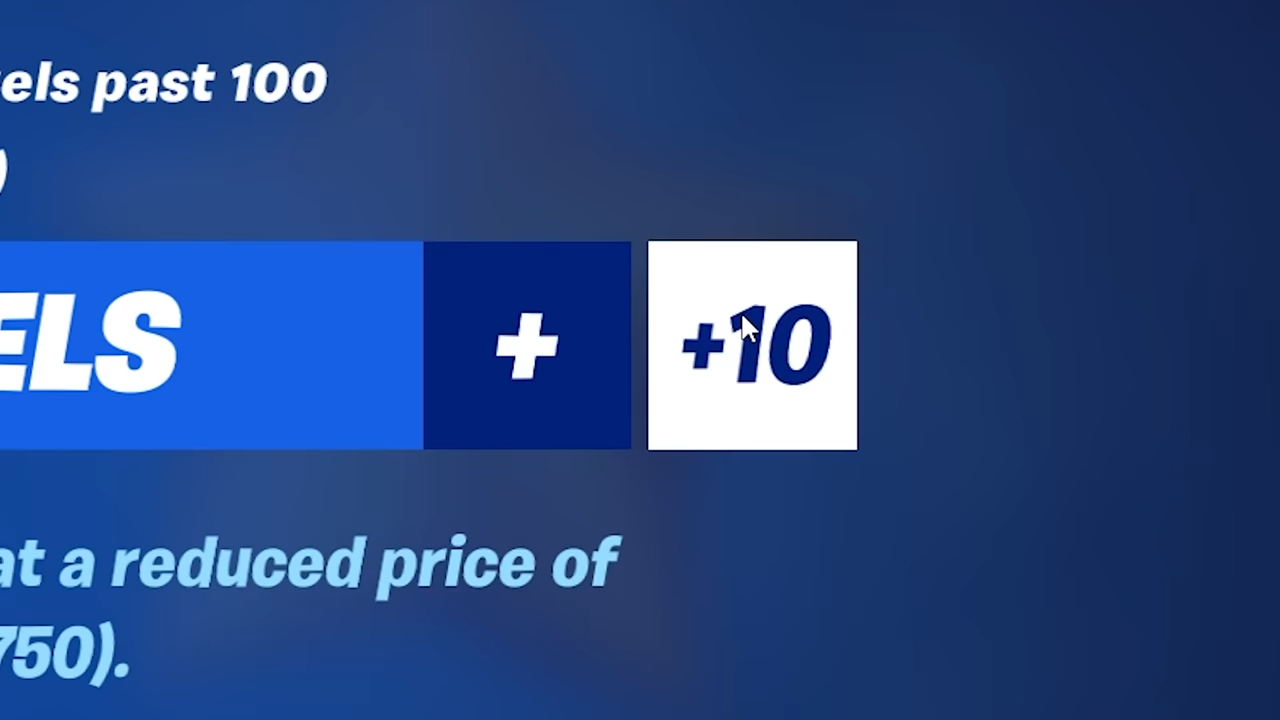 els past 100
)
ELS + +10
at a reduced price of
750).